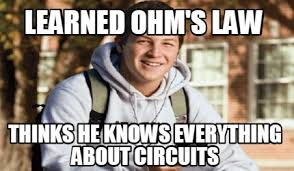 LEARNED OHM'S LAW
THINKS HE KNOWS EVERYTHING
ABOUT CIRCUITS